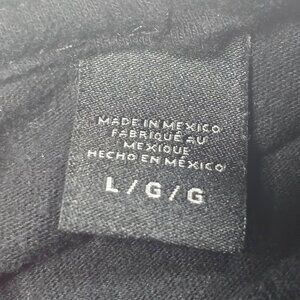 MADE IN MEXICO
FABRIQUÉ AU
MEXIQUE
HECHO EN MÉXICO
L/G/G